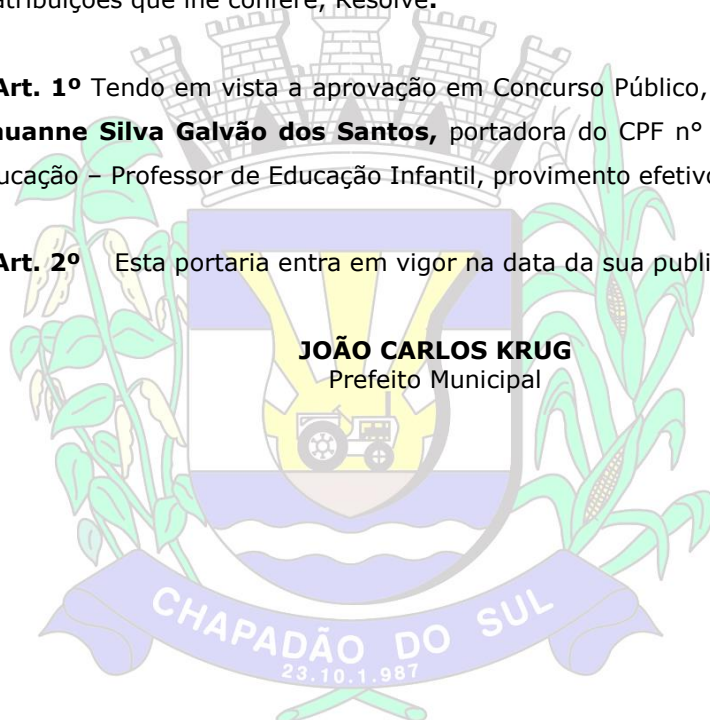 atribuições que lhe confere, Resolve.
Art. 1º Tendo em vista a aprovação em Concurso Público,
auanne Silva Galvão dos Santos, portadora do CPF n°
ucação – Professor de Educação Infantil, provimento efetivo
Art. 2º Esta portaria entra em vigor na data da sua publi
JOÃO CARLOS KRUG
Prefeito Municipal
CHAPADÃO DO SUL
23.10.1.987